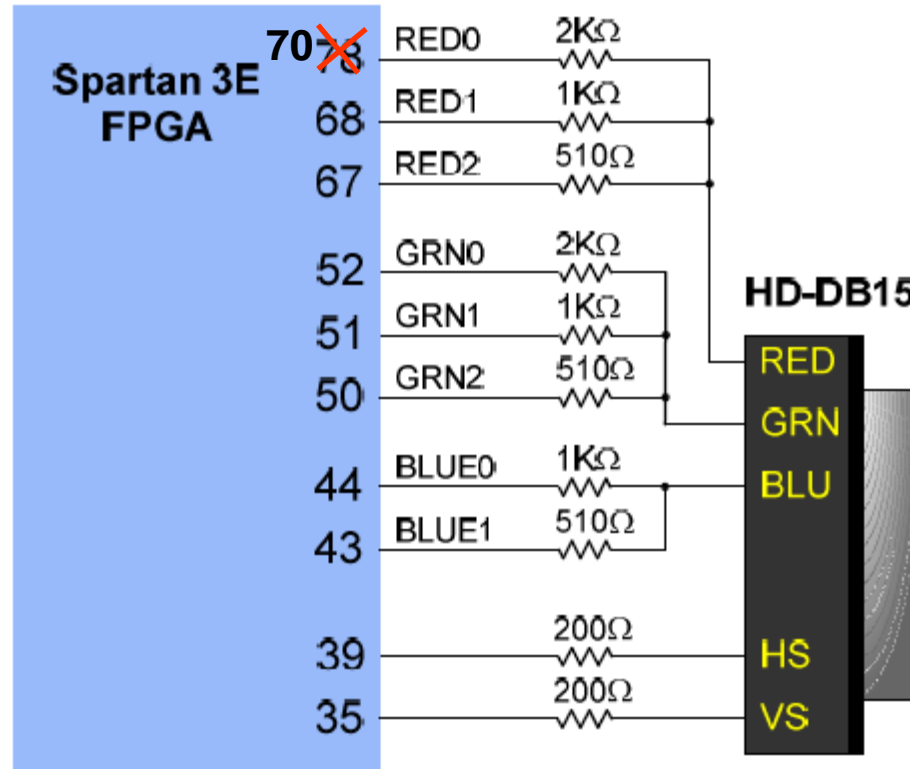 Spartan 3E
FPGA
70 78 RED0 2KΩ
68 RED1 1KΩ
67 RED2 510Ω
52 GRN0 2KΩ
51 GRN1 1KΩ
50 GRN2 510Ω
44 BLUE0 1KΩ
43 BLUE1 510Ω
39 200Ω
35 200Ω
HD-DB15
RED
GRN
BLU
HS
VS